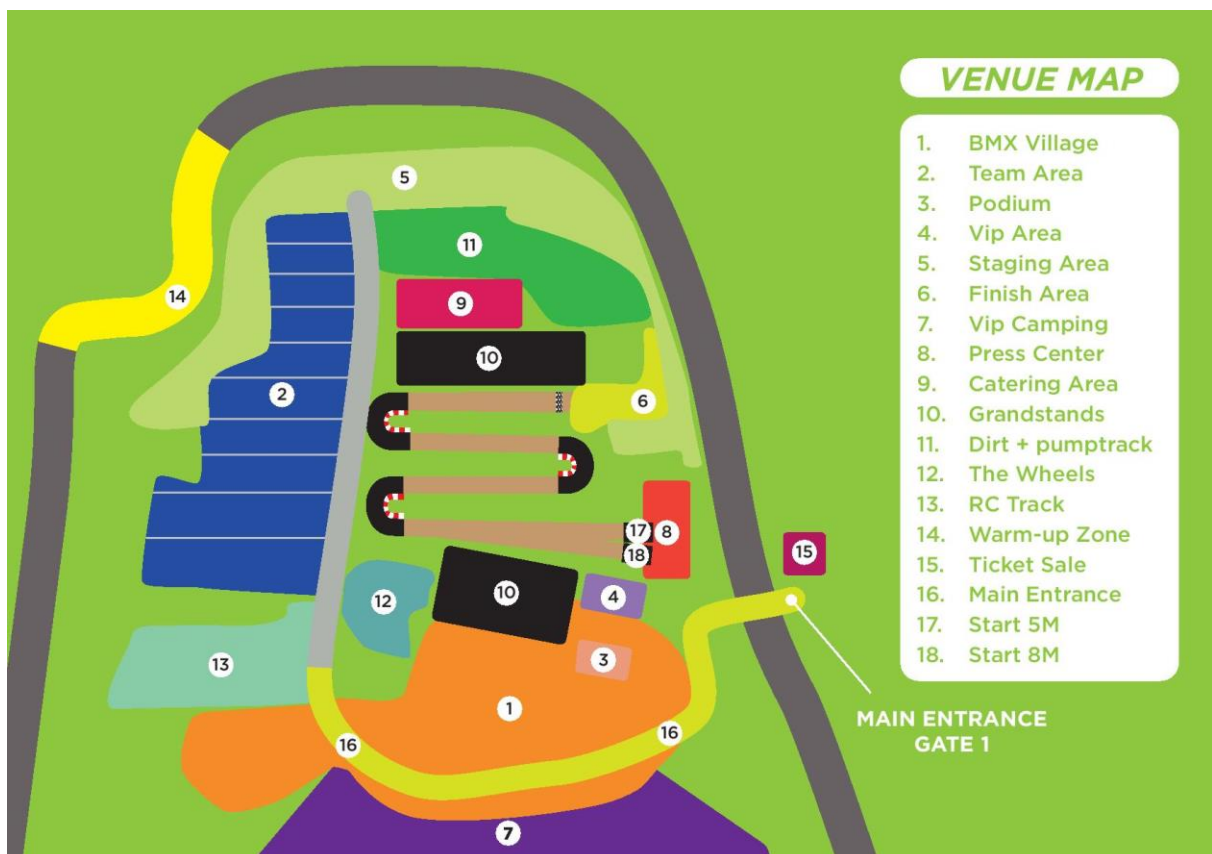 VENUE MAP
1. BMX Village
2. Team Area
3. Podium
4. Vip Area
5. Staging Area
6. Finish Area
7. Vip Camping
8. Press Center
9. Catering Area
10. Grandstands
11. Dirt + pumptrack
12. The Wheels
13. RC Track
14. Warm-up Zone
15. Ticket Sale
16. Main Entrance
17. Start 5M
18. Start 8M
5
11
14
9
10
2
6
17
8
18
15
12
10
4
13
3
1
16
16
MAIN ENTRANCE
GATE 1
7